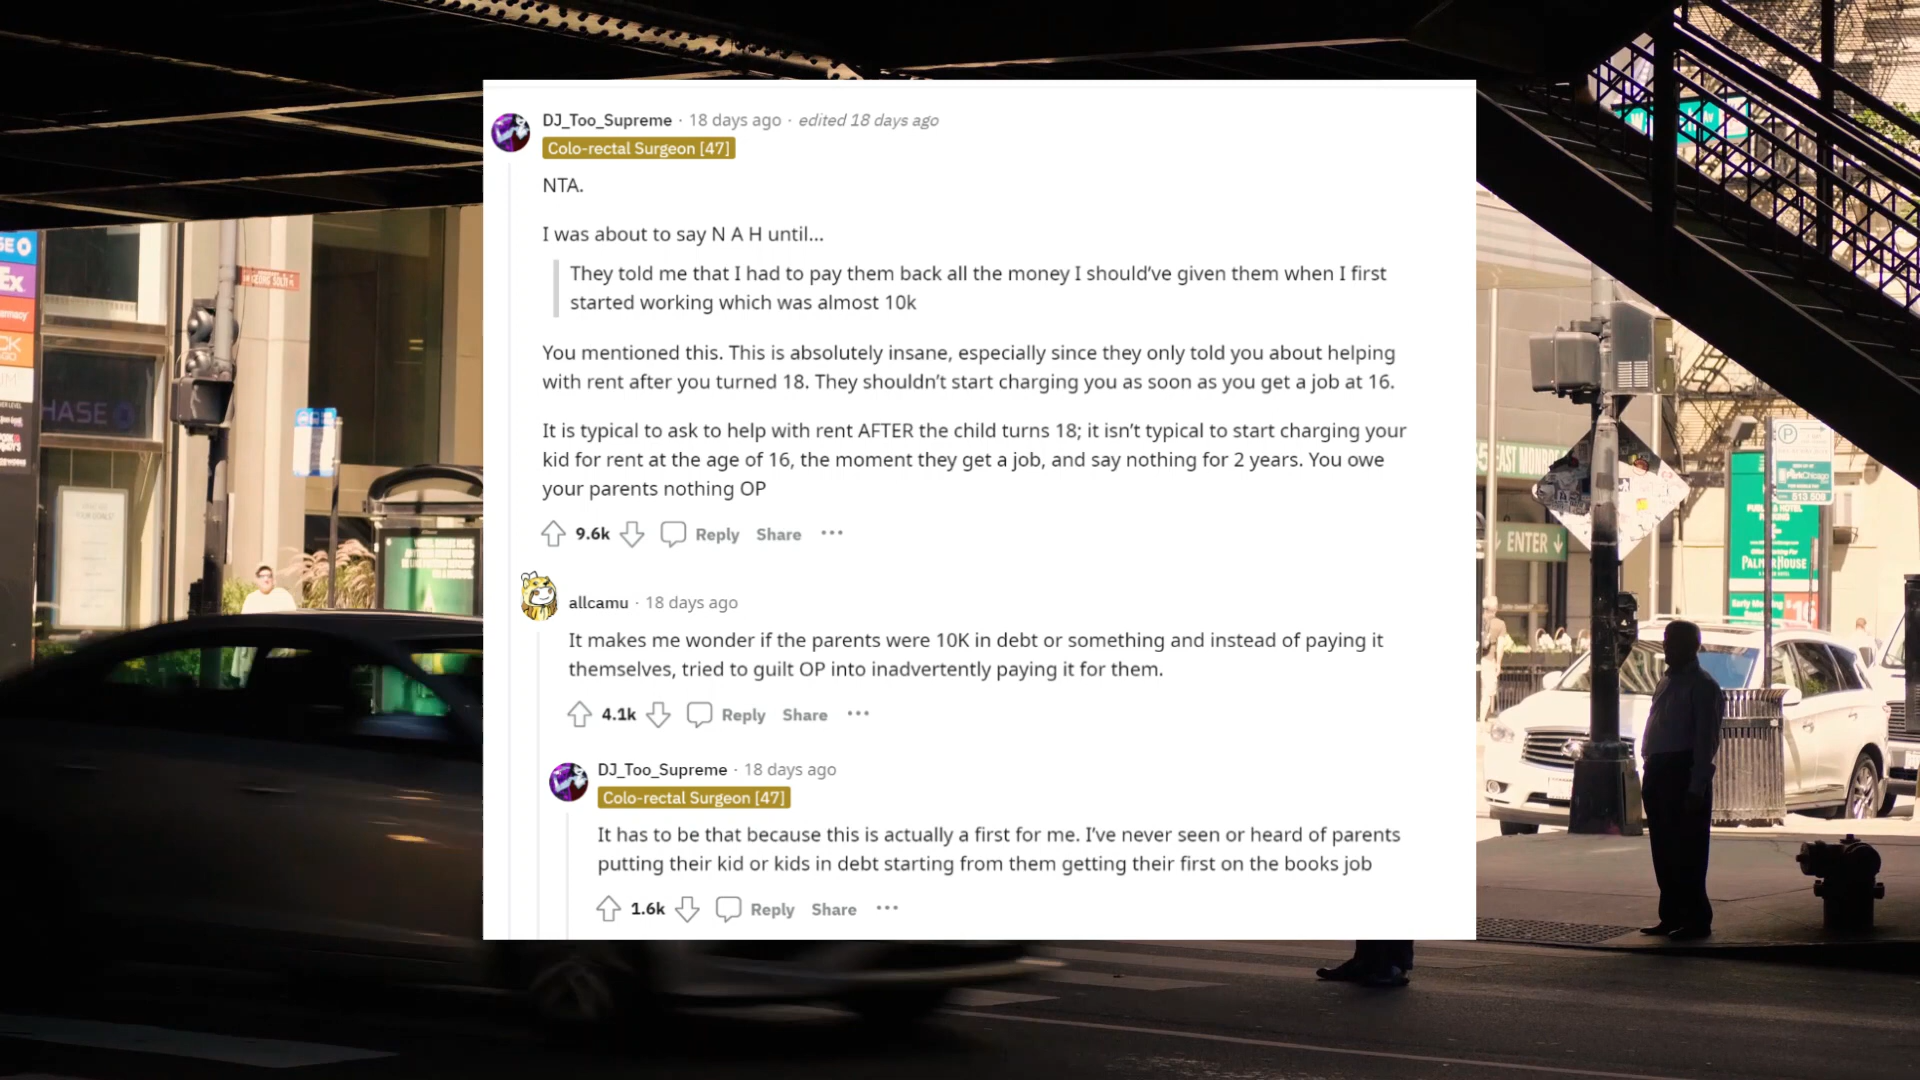 DJ_Too_Supreme · 18 days ago · edited 18 days ago
Colo-rectal Surgeon [47]
NTA.
I was about to say N A H until...
They told me that I had to pay them back all the money I should've given them when I first
started working which was almost 10k
You mentioned this. This is absolutely insane, especially since they only told you about helping
with rent after you turned 18. They shouldn't start charging you as soon as you get a job at 16.
It is typical to ask to help with rent AFTER the child turns 18; it isn't typical to start charging your
kid for rent at the age of 16, the moment they get a job, and say nothing for 2 years. You owe
your parents nothing OP
9.6k Reply Share ···
allcamu · 18 days ago
It makes me wonder if the parents were 10K in debt or something and instead of paying it
themselves, tried to guilt OP into inadvertently paying it for them.
4.1k Reply Share ···
DJ_Too_Supreme · 18 days ago
Colo-rectal Surgeon [47]
It has to be that because this is actually a first for me. I've never seen or heard of parents
putting their kid or kids in debt starting from them getting their first on the books job
1.6k Reply Share ···
HASE
ENTER
P
PALMER HOUSE